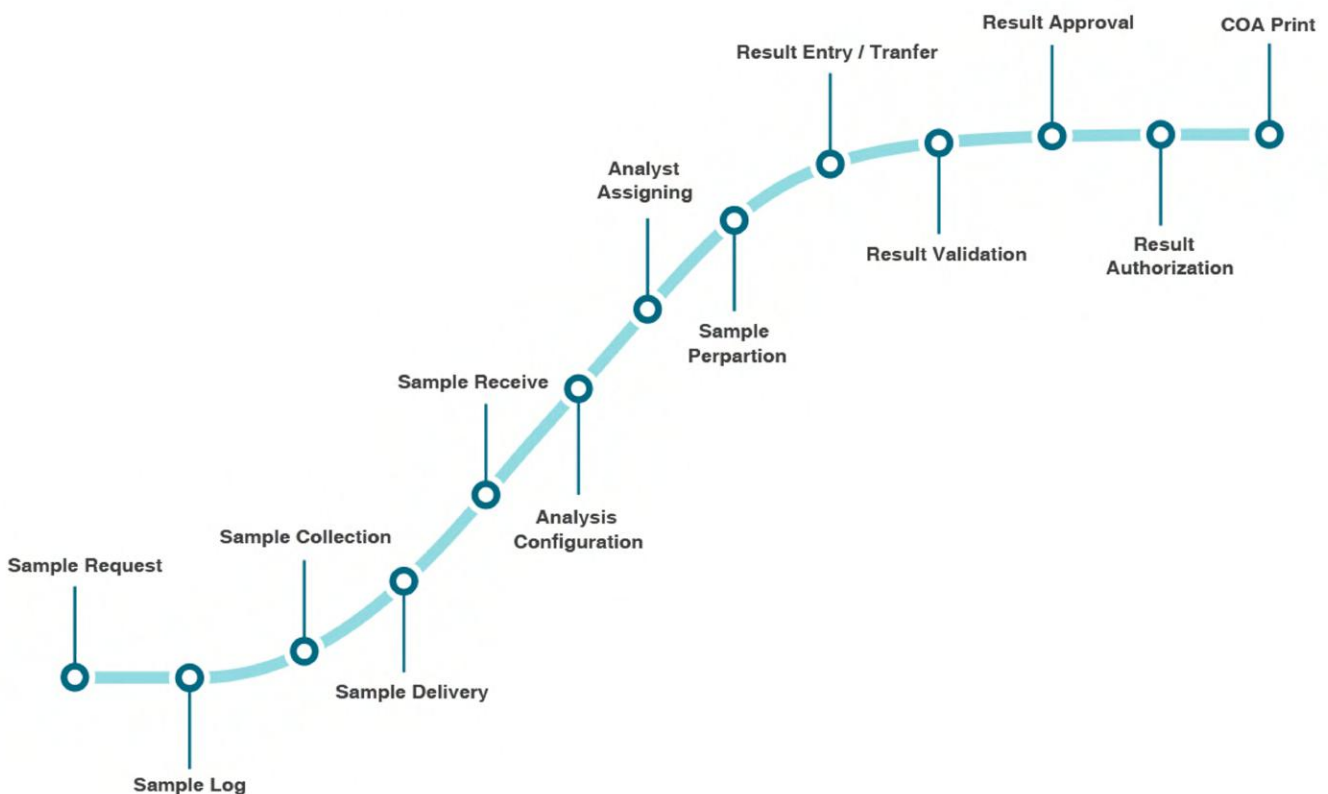 Sample Request
Sample Log
Sample Collection
Sample Delivery
Sample Receive
Analysis
Configuration
Analyst
Assigning
Sample
Perpartion
Result Entry / Tranfer
Result Validation
Result Approval
Result
Authorization
COA Print